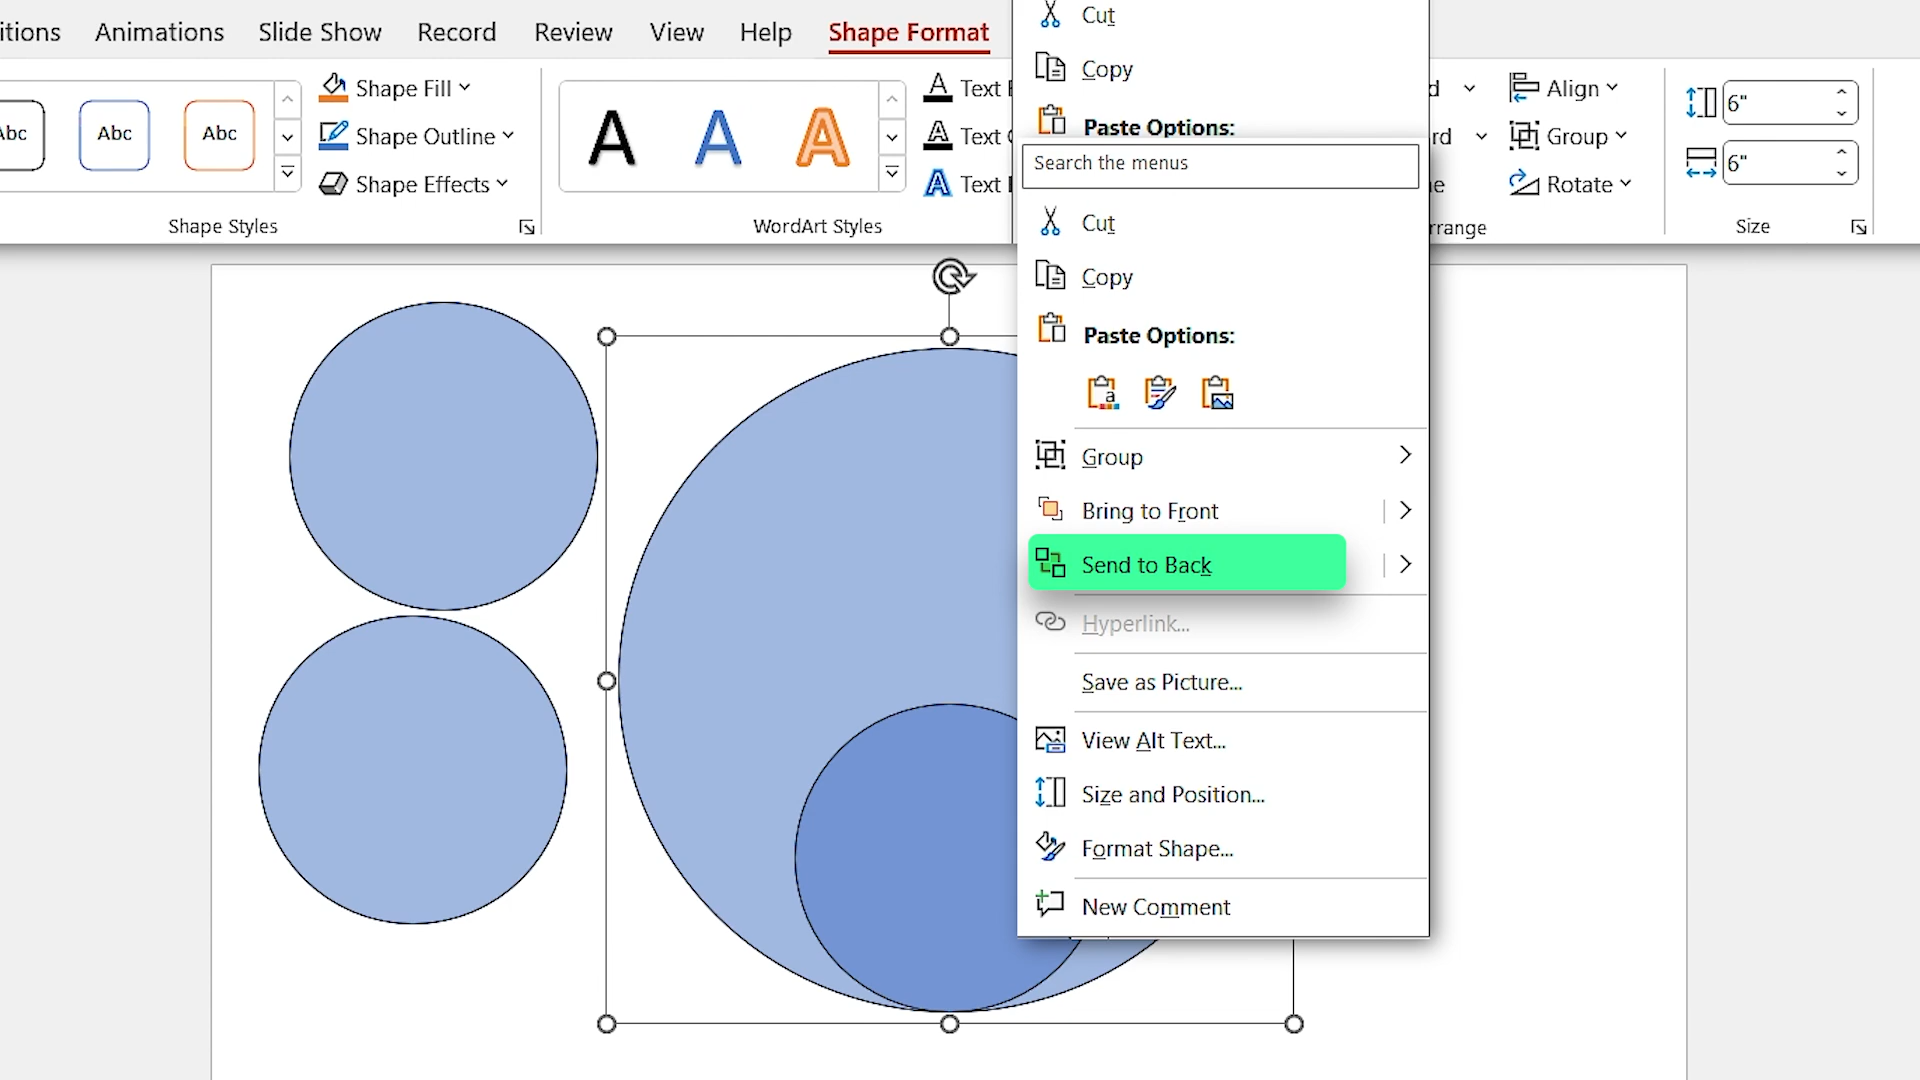 itions Animations Slide Show Record Review View Help Shape Format
Cut
Copy
Paste Options:
Abc Abc Abc
Shape Fill
Shape Outline
Shape Effects
Shape Styles
A A A
WordArt Styles
A Text
A Text
A Text
d
rd
e
Align
Group
Rotate
rrange
6"
6"
Size
Search the menus
Cut
Copy
Paste Options:
Group
Bring to Front
Send to Back
Hyperlink...
Save as Picture...
View Alt Text...
Size and Position...
Format Shape...
New Comment